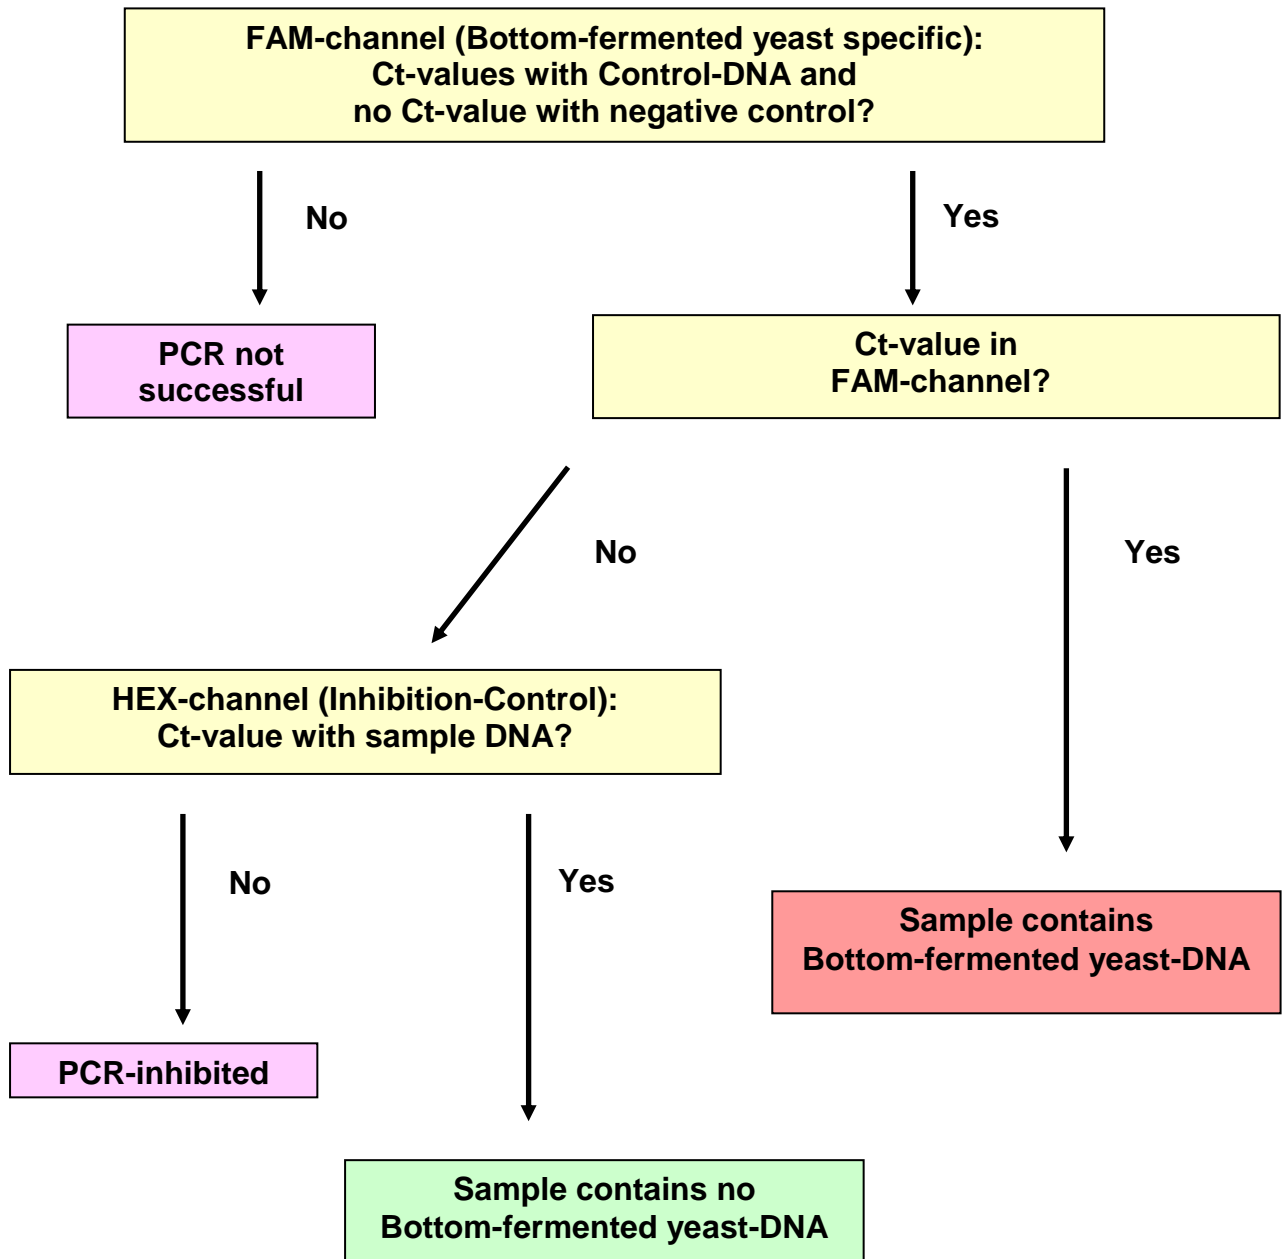 FAM-channel (Bottom-fermented yeast specific):
Ct-values with Control-DNA and
no Ct-value with negative control?
No
Yes
PCR not
successful
Ct-value in
FAM-channel?
No
Yes
HEX-channel (Inhibition-Control):
Ct-value with sample DNA?
No
Yes
Sample contains
Bottom-fermented yeast-DNA
PCR-inhibited
Sample contains no
Bottom-fermented yeast-DNA